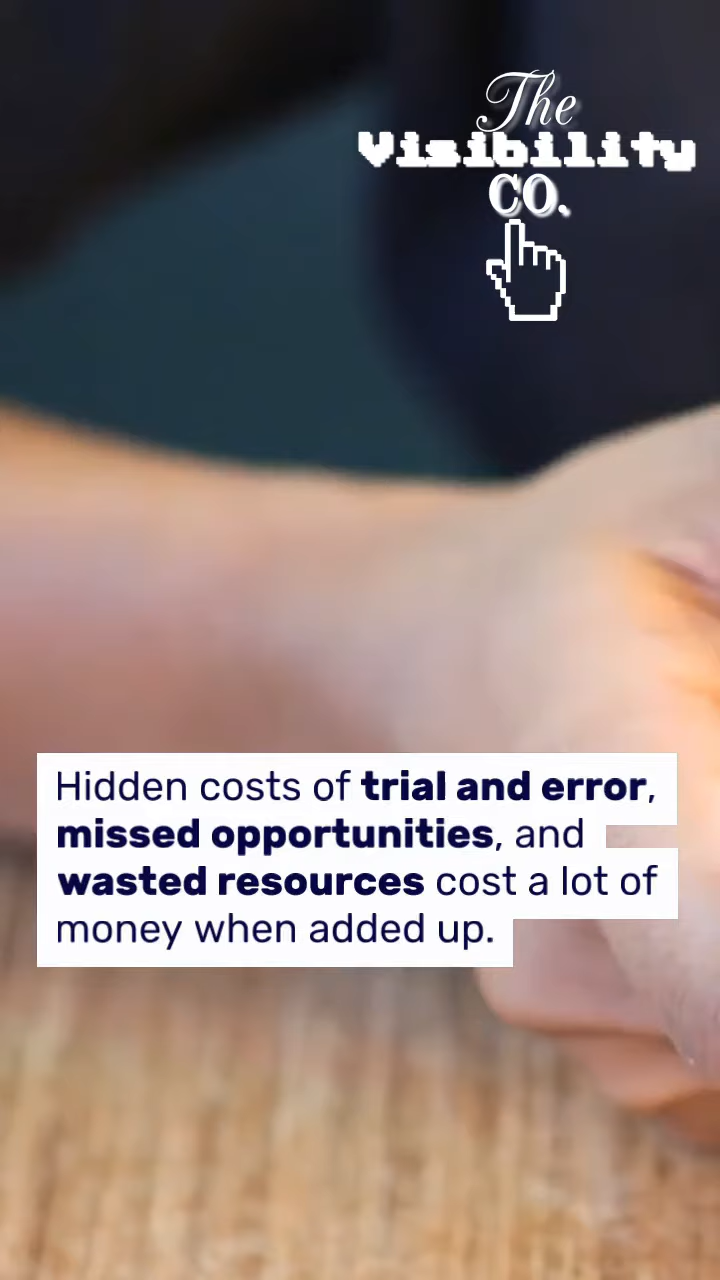 The
Visibility
CO.
Hidden costs of trial and error,
missed opportunities, and
wasted resources cost a lot of
money when added up.